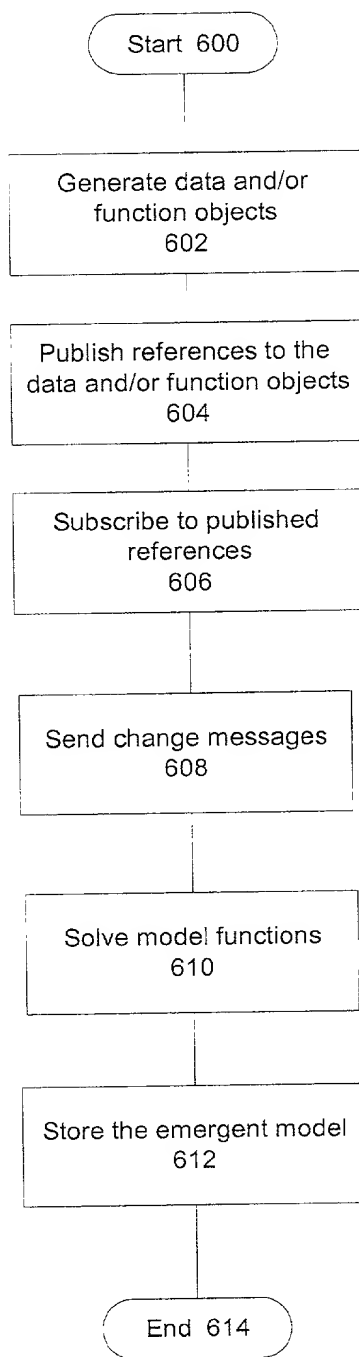 Start 600
Generate data and/or
function objects
602
Publish references to the
data and/or function objects
604
Subscribe to published
references
606
Send change messages
608
Solve model functions
610
Store the emergent model
612
End 614